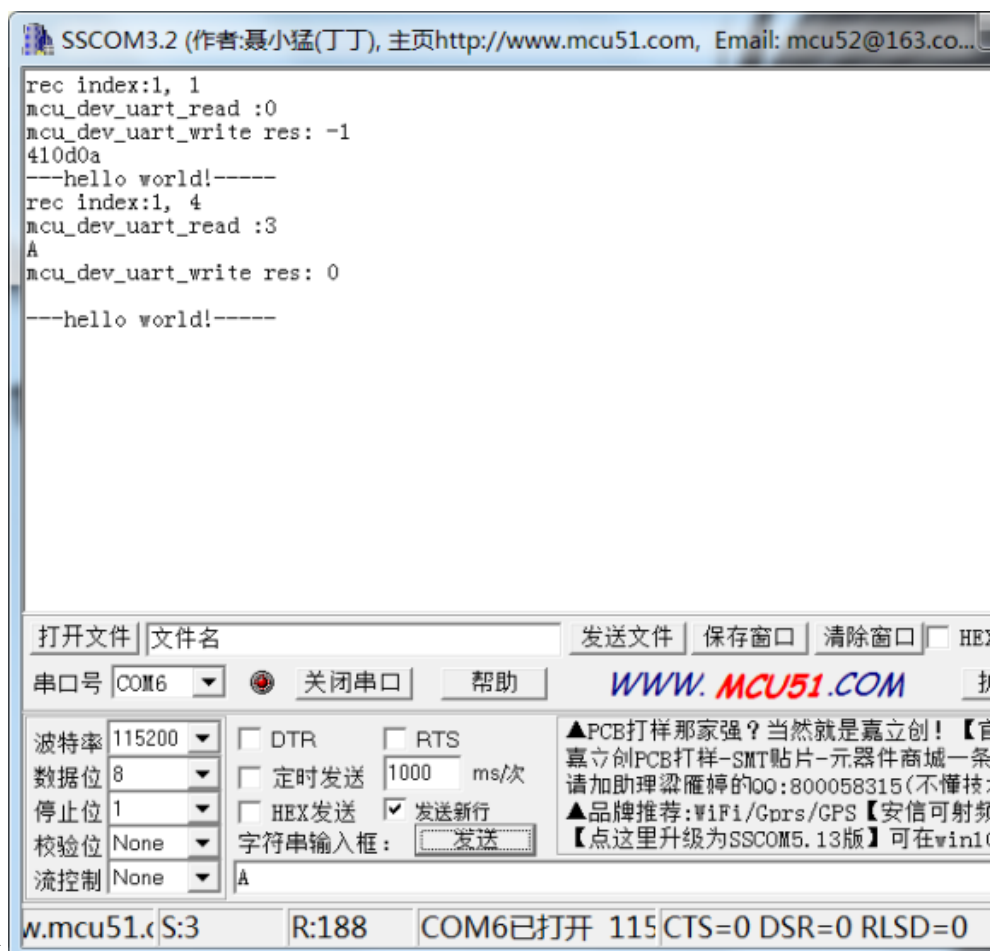 SSCOM3.2 (作者:聂小猛(丁丁), 主页http://www.mcu51.com, Email: mcu52@163.co...
rec index:1, 1
mcu_dev_uart_read :0
mcu_dev_uart_write res: -1
410d0a
---hello world!-----
rec index:1, 4
mcu_dev_uart_read :3
A
mcu_dev_uart_write res: 0
---hello world!-----
打开文件 文件名 发送文件 保存窗口 清除窗口 HEX
串口号 COM6 关闭串口 帮助 WWW.MCU51.COM
波特率 115200 DTR RTS
数据位 8 定时发送 1000 ms/次
停止位 1 HEX发送 发送新行
校验位 None 字符串输入框: 发送
流控制 None A
▲PCB打样那家强?当然就是嘉立创!【官
嘉立创PCB打样-SMT贴片-元器件商城一条
请加助理梁雁婷的QQ:800058315(不懂技
▲品牌推荐:WiFi/Gprs/GPS【安信可射频
【点这里升级为SSCOM5.13版】可在win10
w.mcu51.c S:3 R:188 COM6已打开 115 CTS=0 DSR=0 RLSD=0